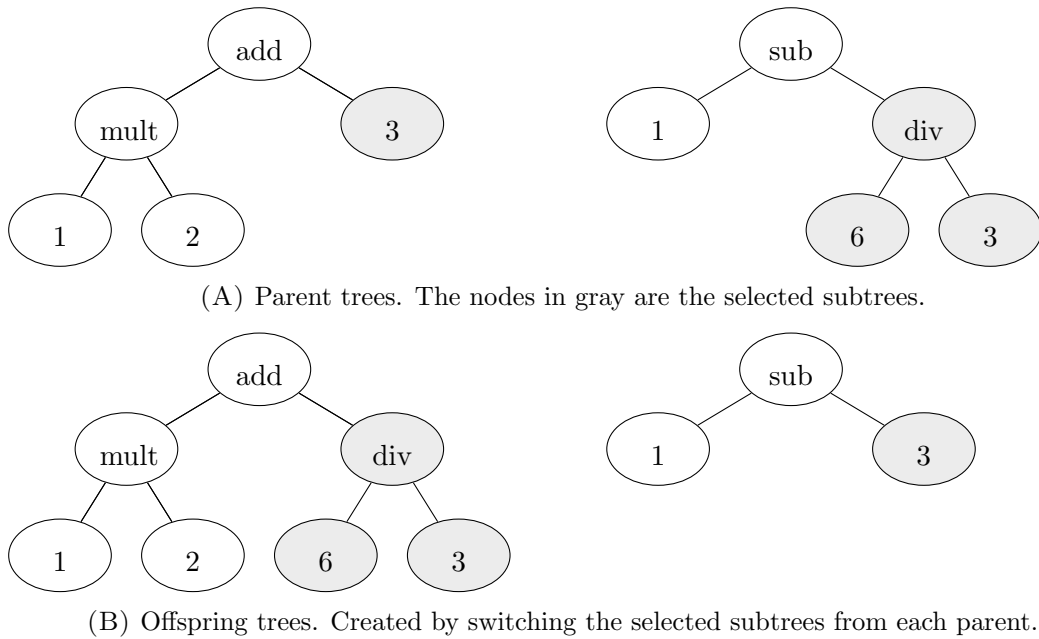 add sub
mult 3 1 div
1 2 6 3
(A) Parent trees. The nodes in gray are the selected subtrees.
add sub
mult div 1 3
1 2 6 3
(B) Offspring trees. Created by switching the selected subtrees from each parent.